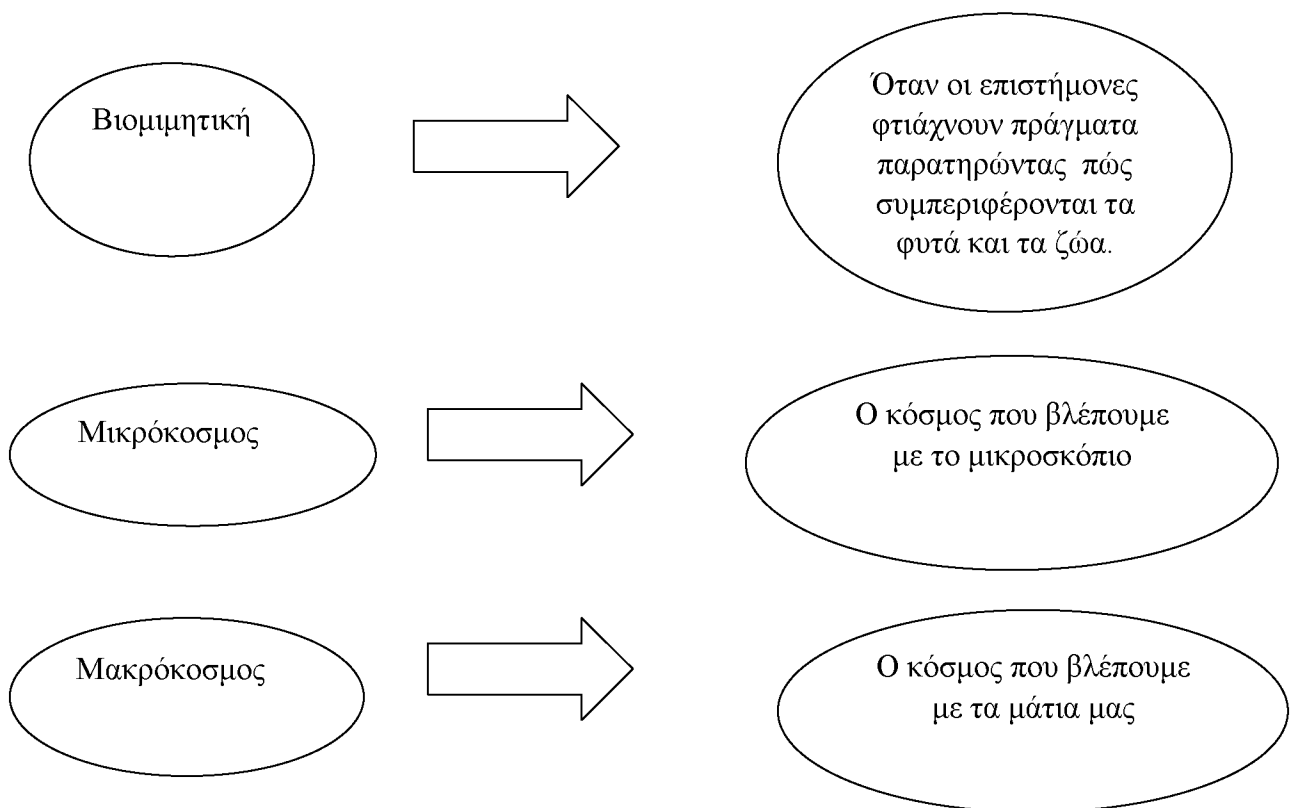 Βιομιμητική
Όταν οι επιστήμονες
φτιάχνουν πράγματα
παρατηρώντας πώς
συμπεριφέρονται τα
φυτά και τα ζώα.
Μικρόκοσμος
Ο κόσμος που βλέπουμε
με το μικροσκόπιο
Μακρόκοσμος
Ο κόσμος που βλέπουμε
με τα μάτια μας